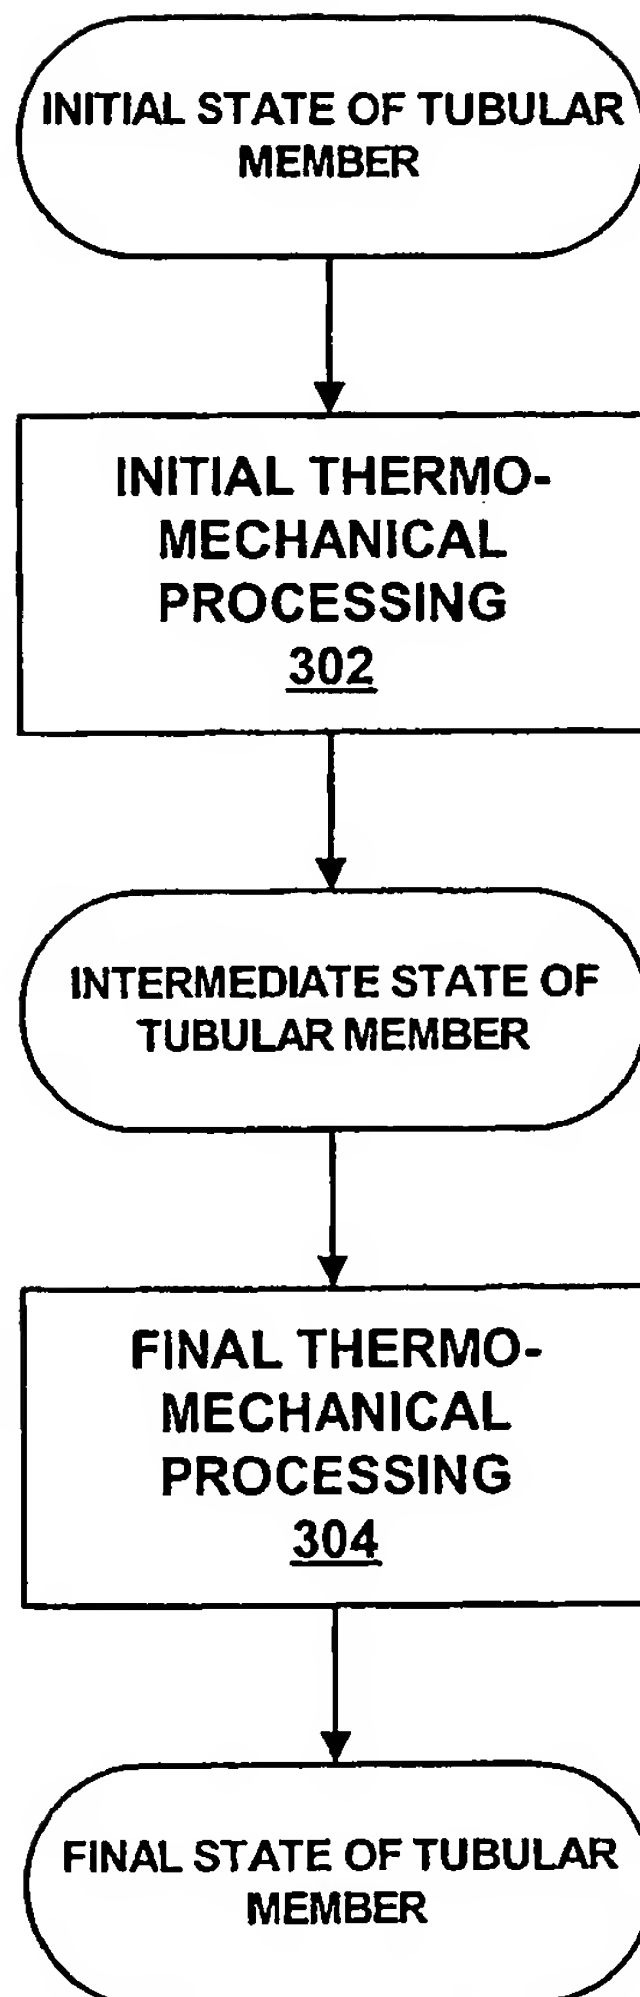 INITIAL STATE OF TUBULAR
MEMBER
INITIAL THERMO-
MECHANICAL
PROCESSING
302
INTERMEDIATE STATE OF
TUBULAR MEMBER
FINAL THERMO-
MECHANICAL
PROCESSING
304
FINAL STATE OF TUBULAR
MEMBER